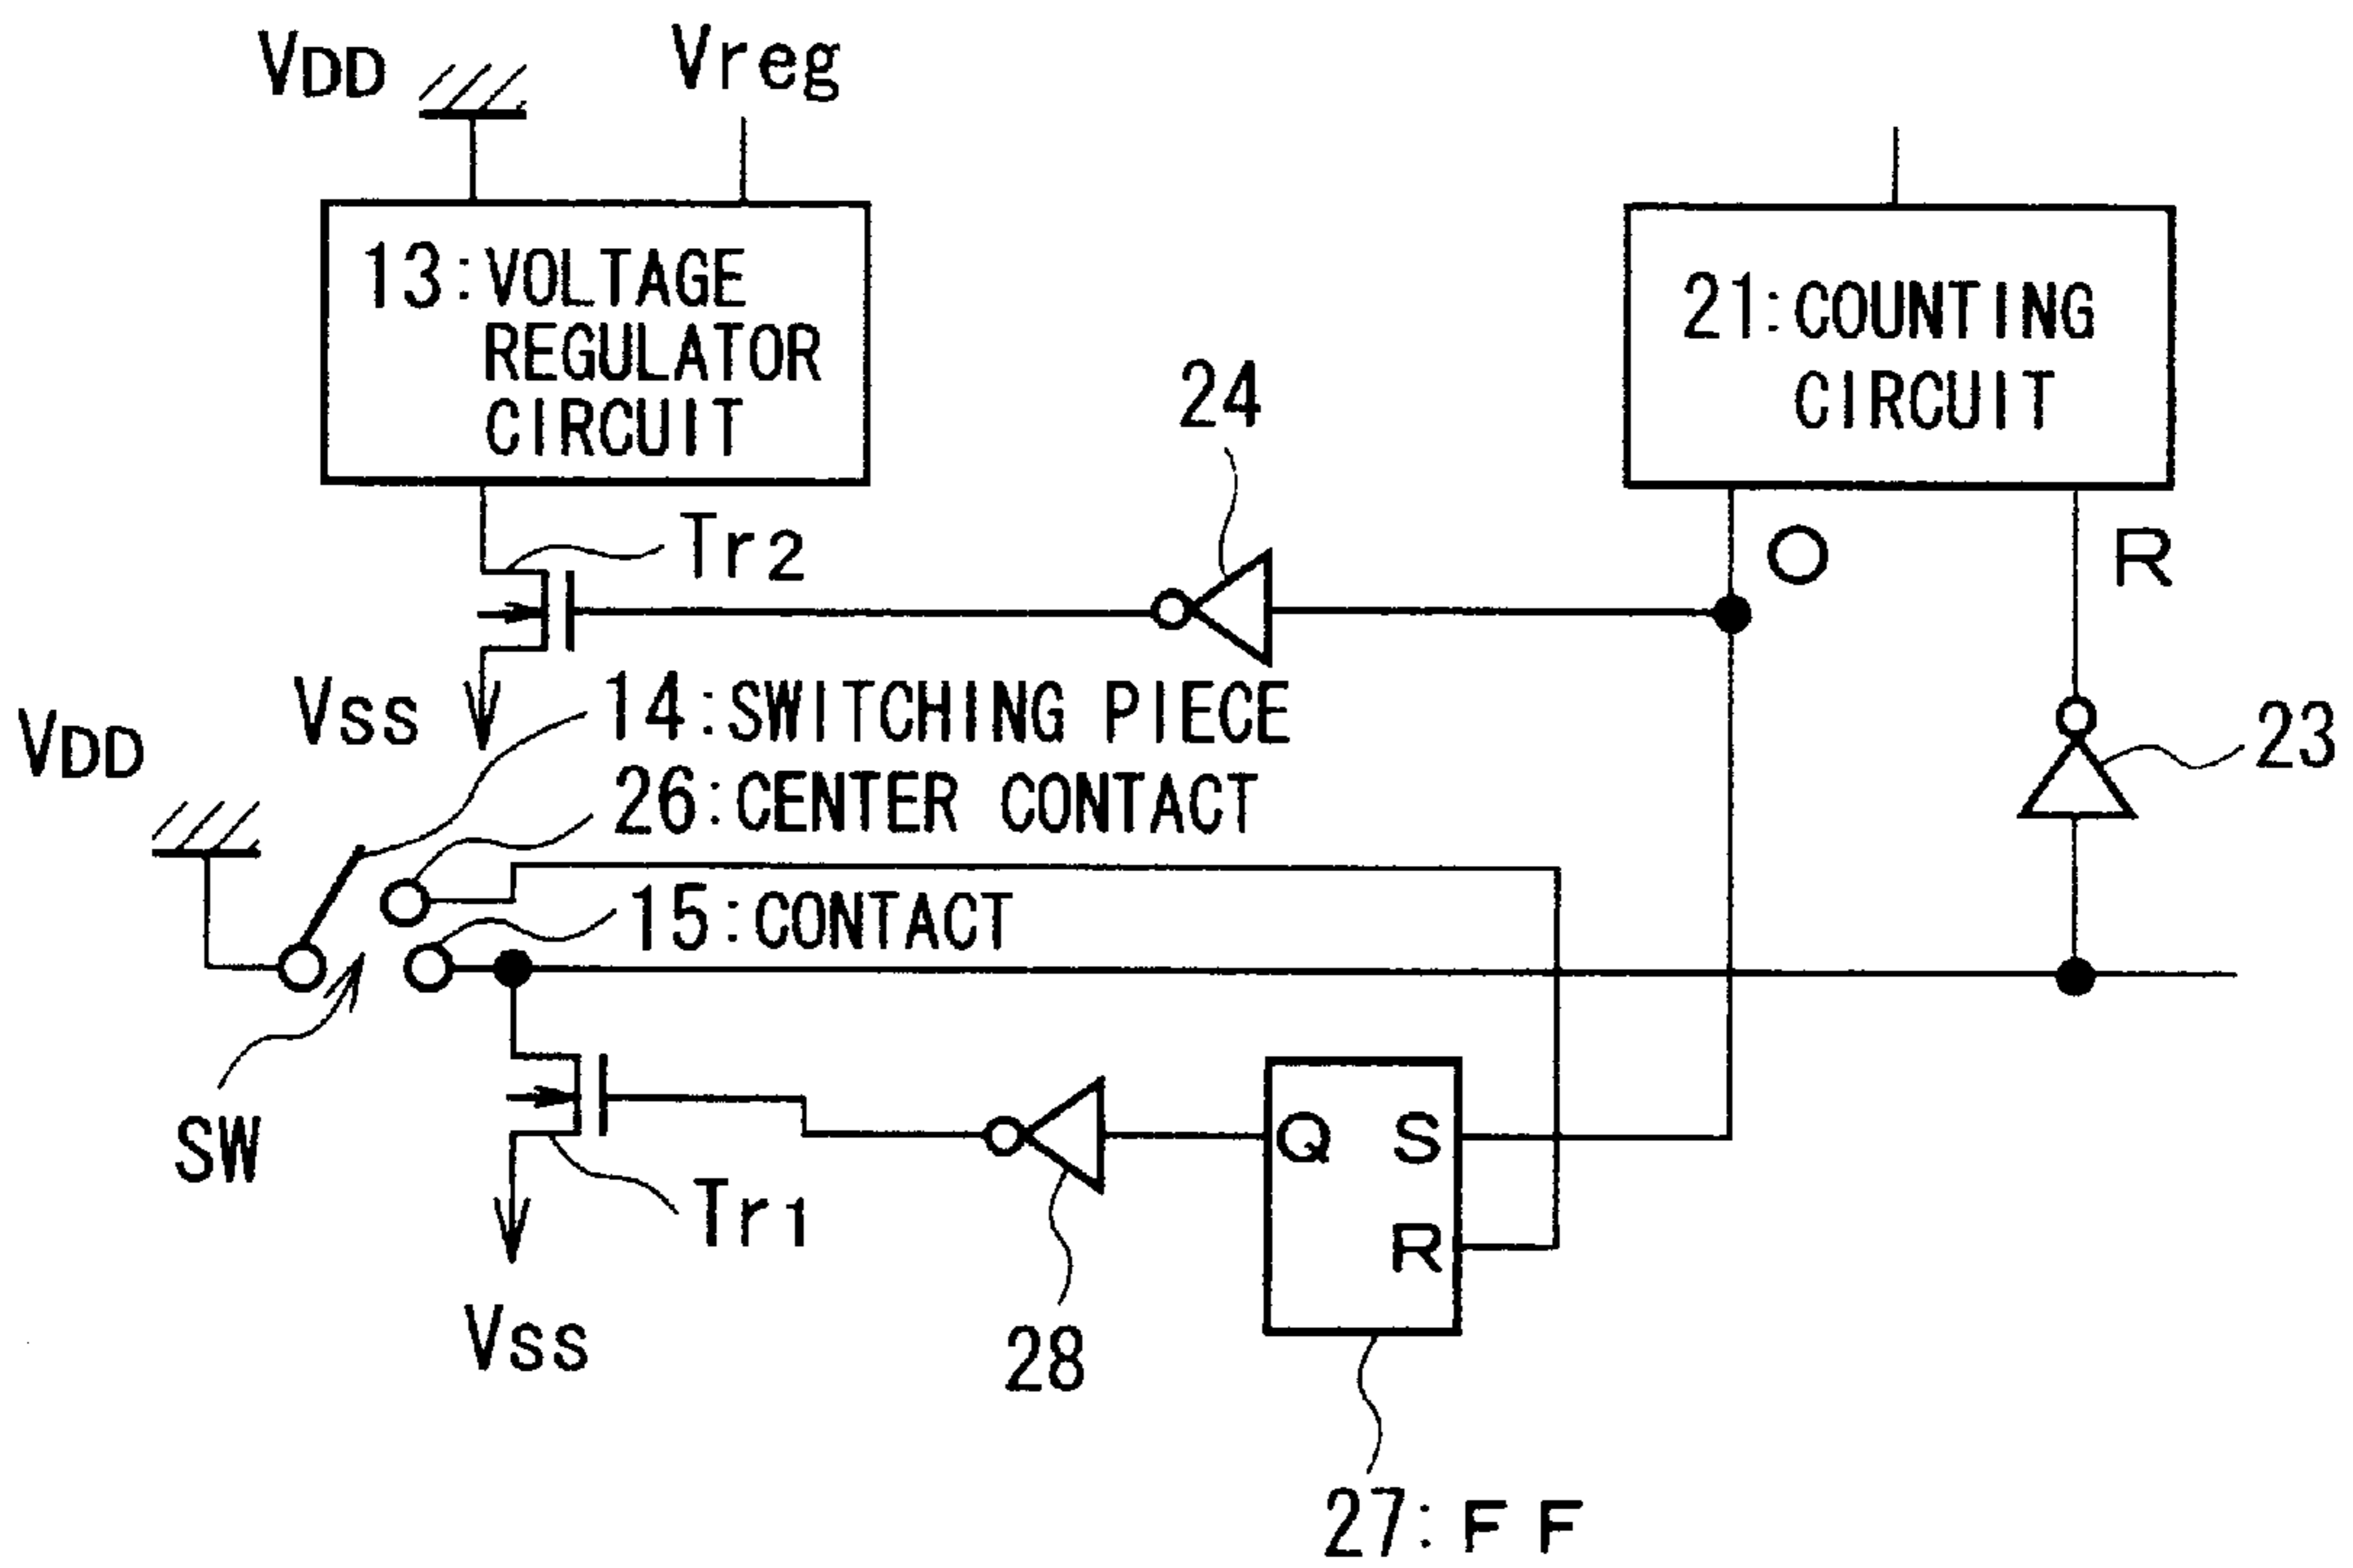 VDD
Vreg
13:VOLTAGE
REGULATOR
CIRCUIT
21:COUNTING
CIRCUIT
24
Tr2
O
R
Vss
14:SWITCHING PIECE
23
VDD
26:CENTER CONTACT
15:CONTACT
SW
Q
S
R
Tr1
Vss
28
27:FF